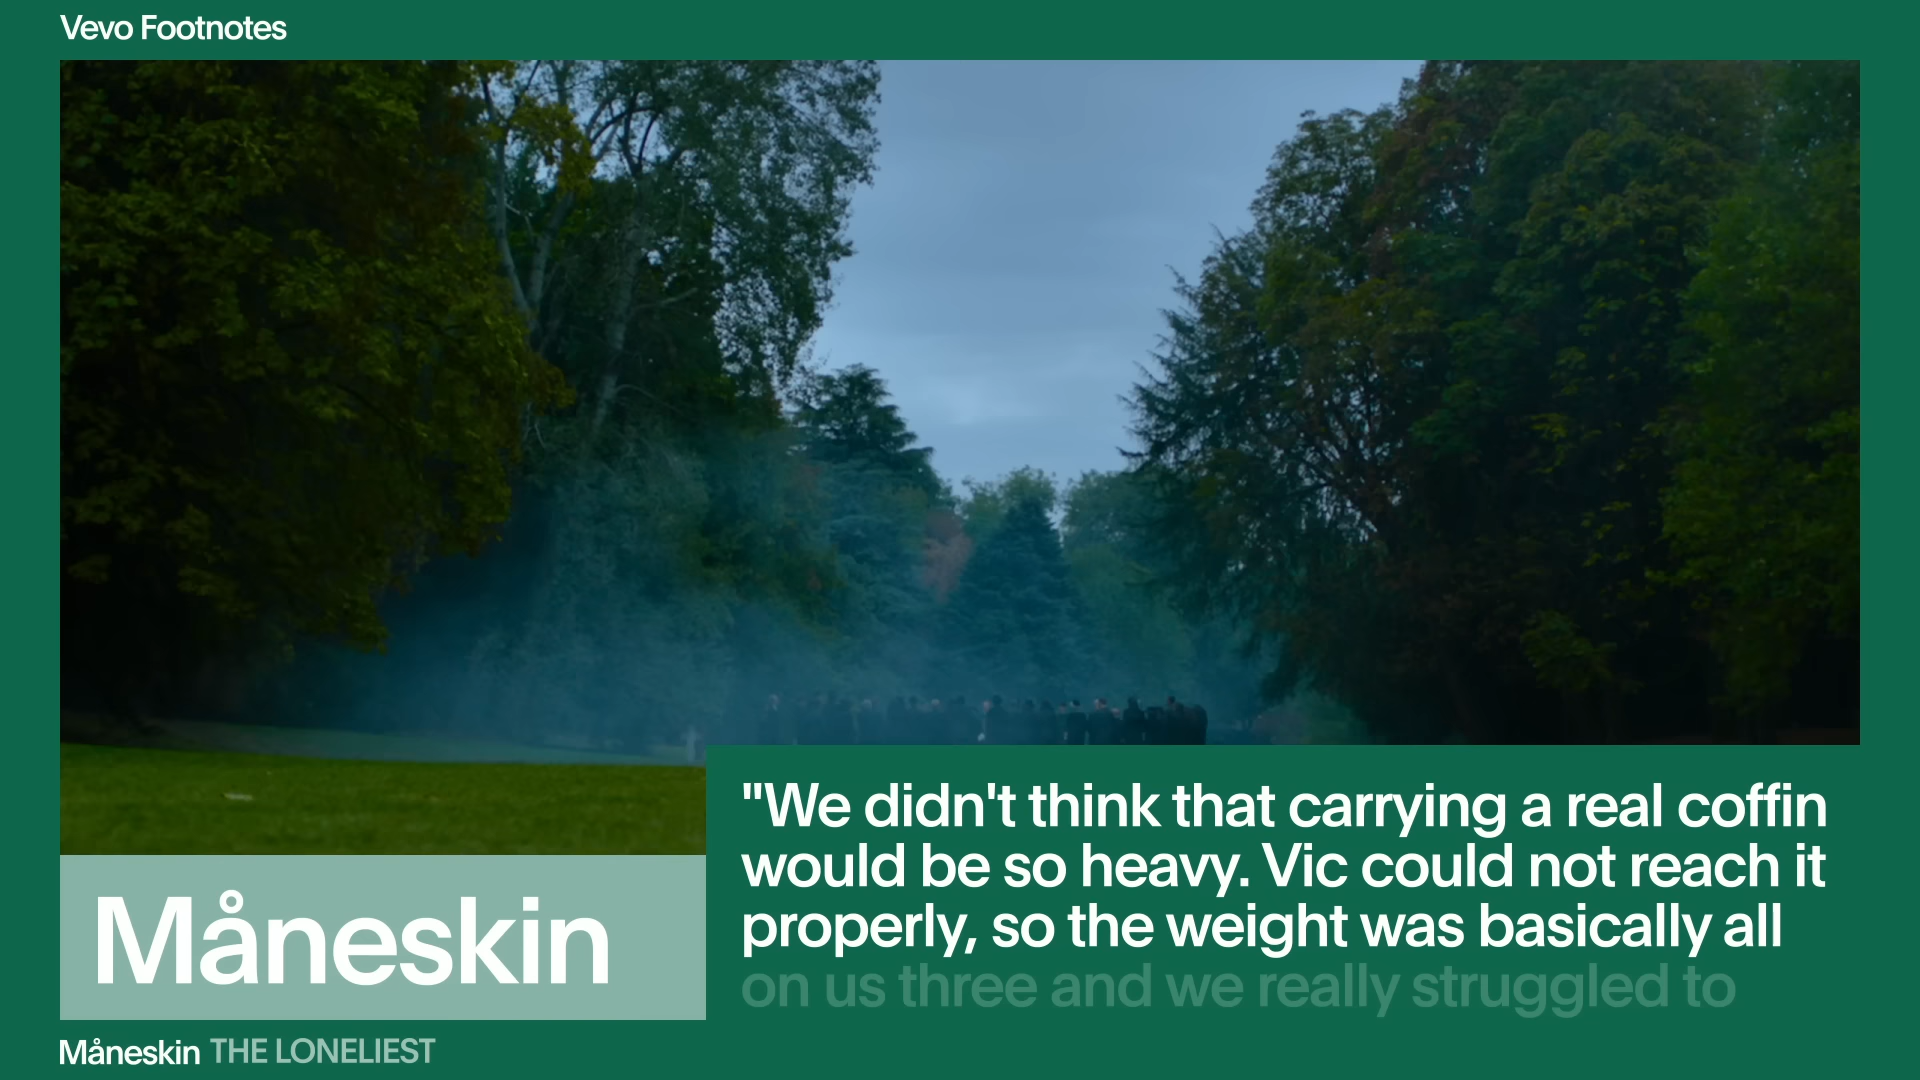 Vevo Footnotes
"We didn't think that carrying a real coffin
would be so heavy. Vic could not reach it
properly, so the weight was basically all
on us three and we really struggled to
Måneskin
Måneskin THE LONELIEST